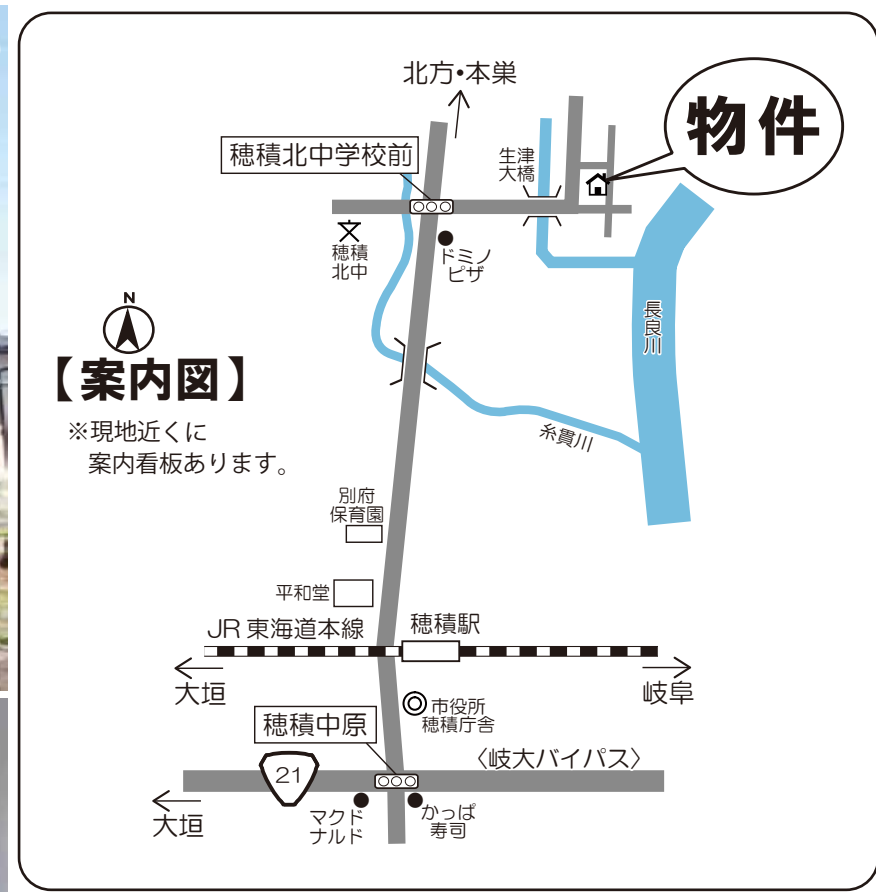 北方・本巣
物件
穂積北中学校前
生津
大橋
穂積
北中
ドミノ
ピザ
N
【案内図】
※現地近くに
案内看板あります。
長良川
糸貫川
別府
保育園
平和堂
JR東海道本線
穂積駅
大垣
岐阜
市役所
穂積庁舎
穂積中原
〈岐大バイパス〉
21
大垣
マクド
ナルド
かっぱ
寿司